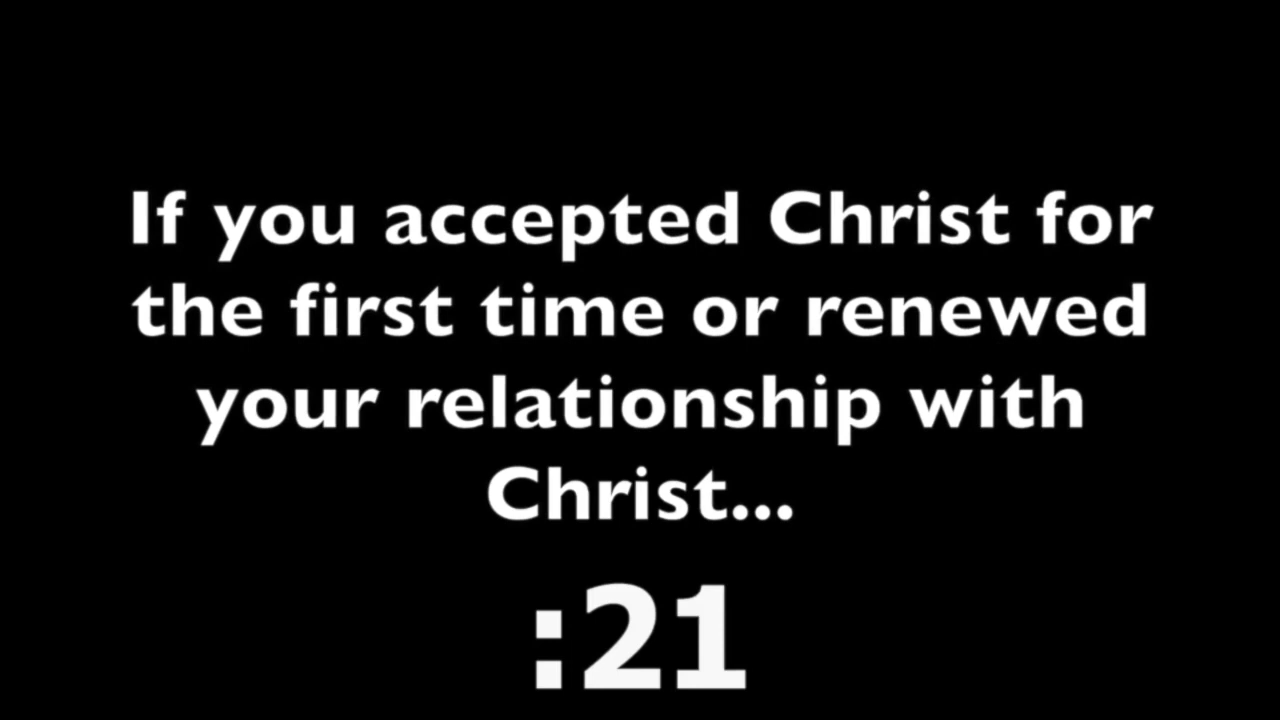 If you accepted Christ for
the first time or renewed
your relationship with
Christ...
:21